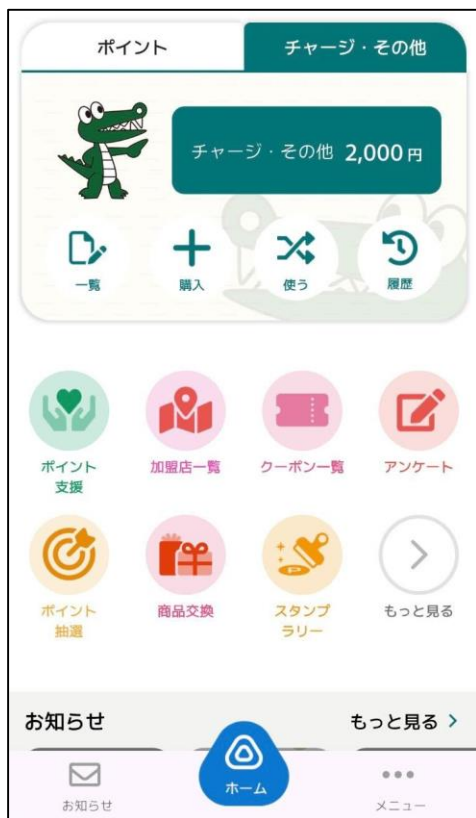 ポイント
チャージ・その他
チャージ・その他 2,000 円
一覧
購入
使う
履歴
ポイント
支援
加盟店一覧
クーポン一覧
アンケート
ポイント
抽選
商品交換
スタンプ
ラリー
もっと見る
お知らせ
もっと見る
お知らせ
ホーム
メニュー